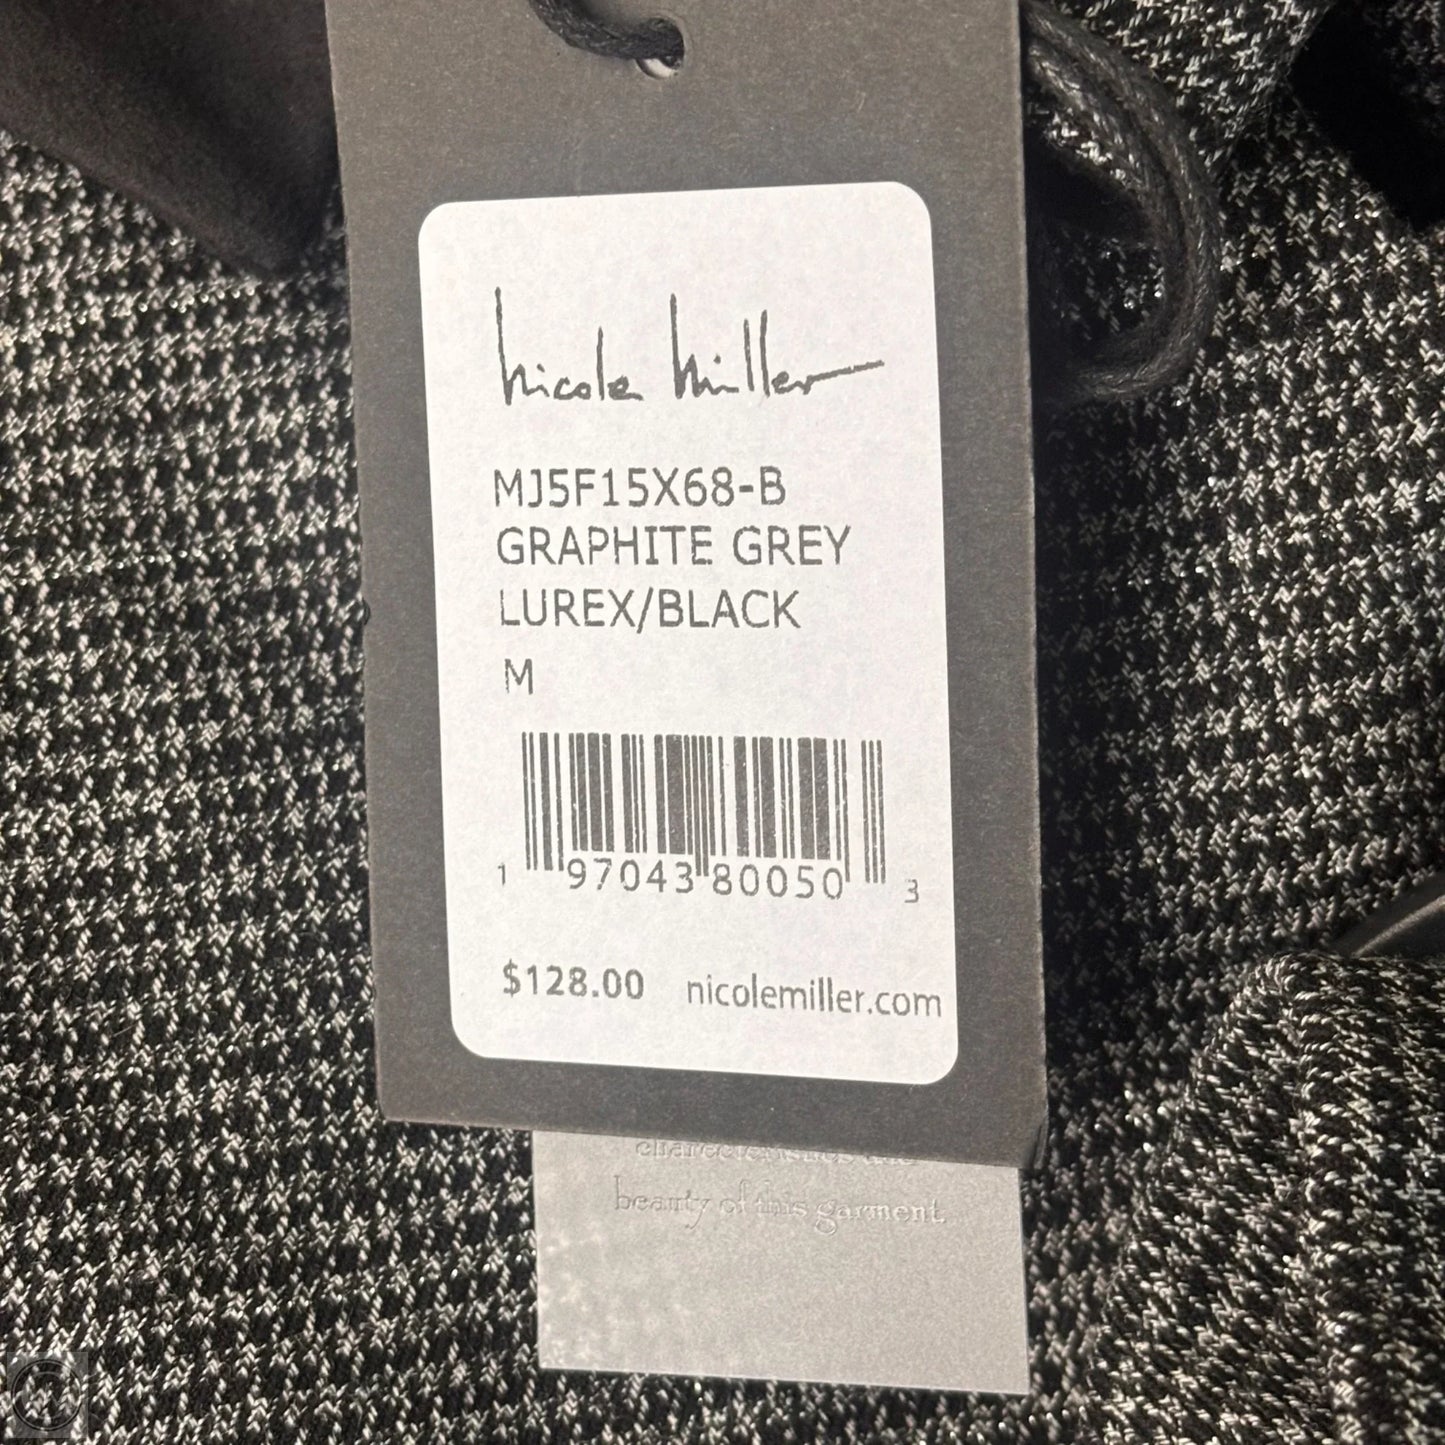 nicole miller
MJ5F15X68-B
GRAPHITE GREY
LUREX/BLACK
M
1 97043 80050 3
$128.00 nicolemiller.com
beauty of this garment.